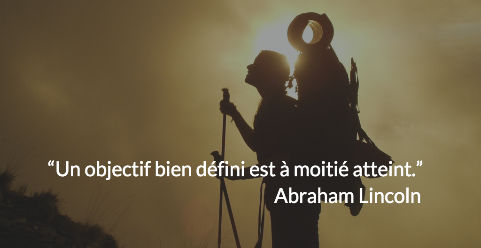 “Un objectif bien défini est à moitié atteint.”
Abraham Lincoln